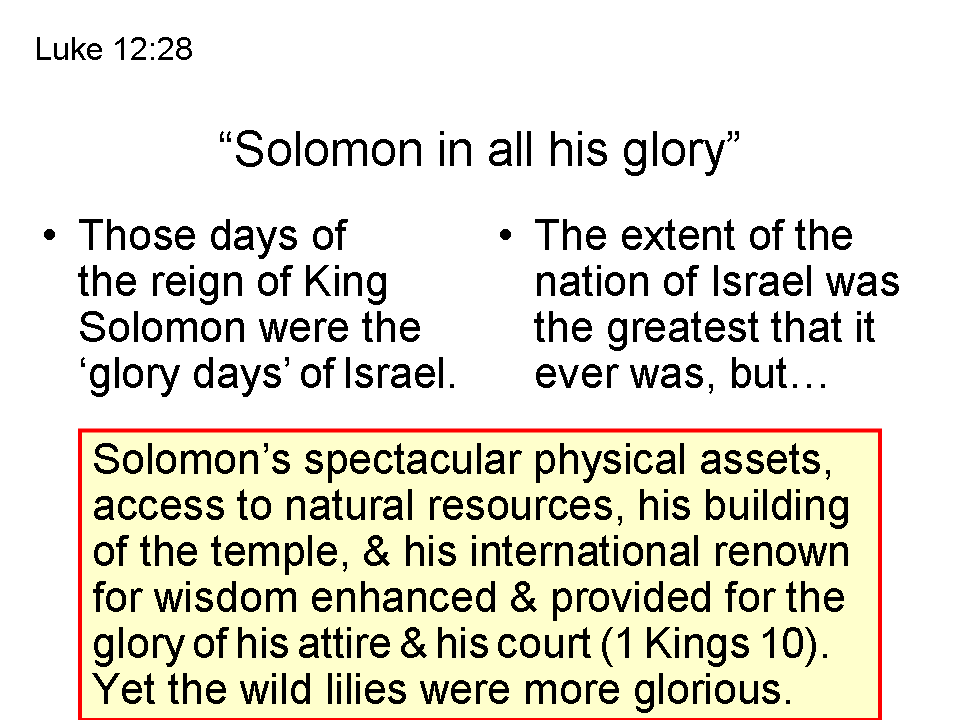 Luke 12:28
“Solomon in all his glory”
• Those days of
the reign of King
Solomon were the
‘glory days’ of Israel.
• The extent of the
nation of Israel was
the greatest that it
ever was, but…
Solomon’s spectacular physical assets,
access to natural resources, his building
of the temple, & his international renown
for wisdom enhanced & provided for the
glory of his attire & his court (1 Kings 10).
Yet the wild lilies were more glorious.